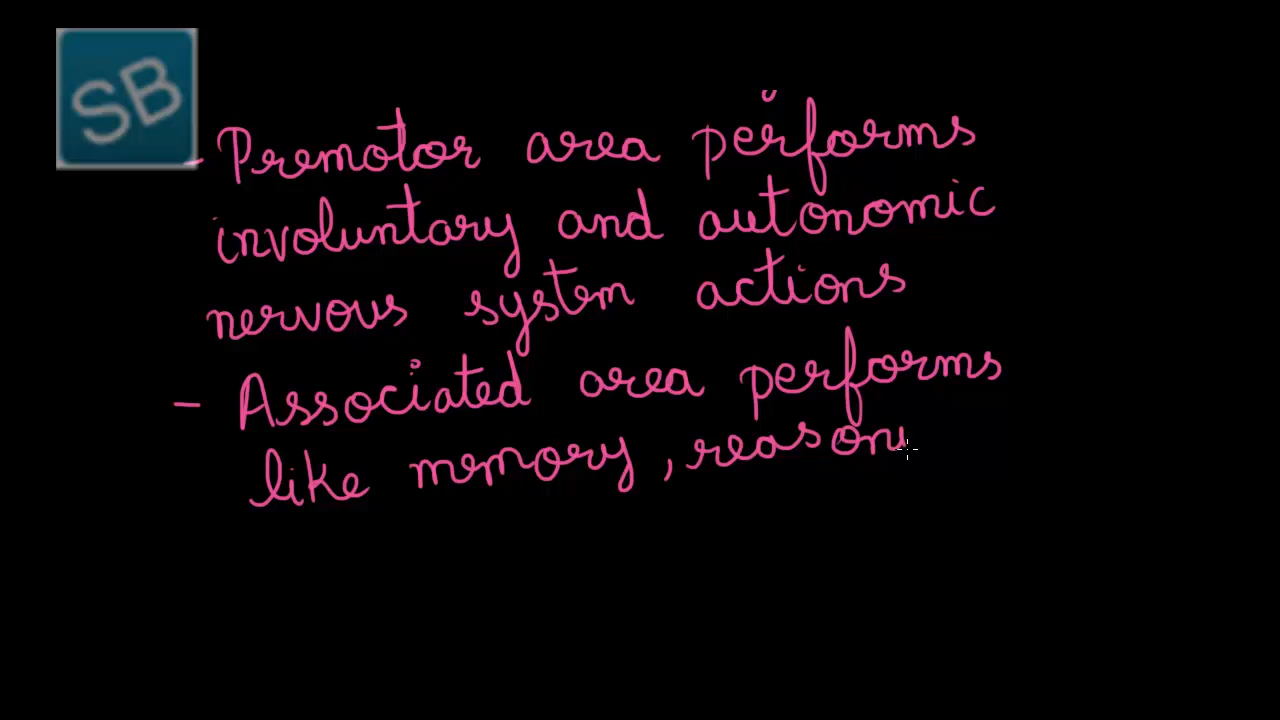 SB
- Premotor area performs
involuntary and autonomic
nervous system actions
- Associated area performs
like memory, reason